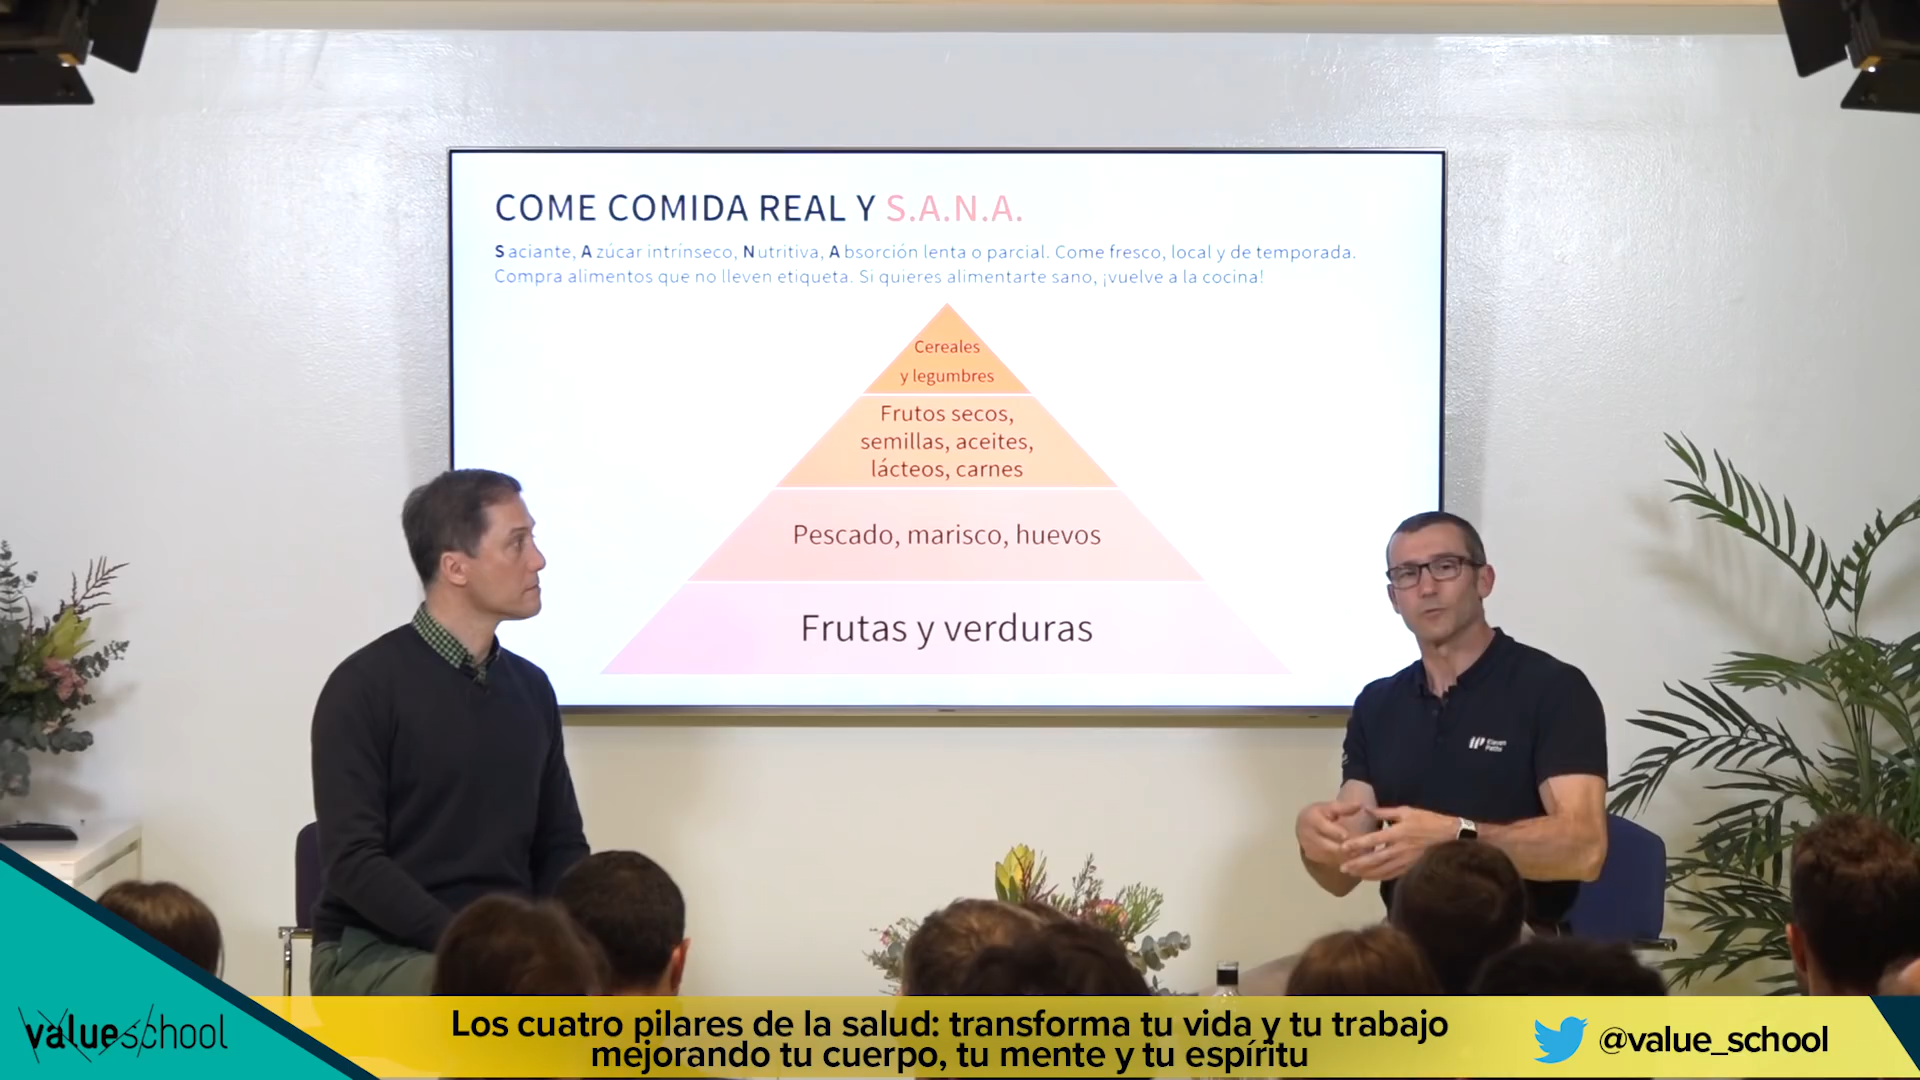 COME COMIDA REAL Y S.A.N.A.
Saciante, Azúcar intrínseco, Nutritiva, Absorción lenta o parcial. Come fresco, local y de temporada.
Compra alimentos que no lleven etiqueta. Si quieres alimentarte sano, ¡vuelve a la cocina!
Cereales
y legumbres
Frutos secos,
semillas, aceites,
lácteos, carnes
Pescado, marisco, huevos
Frutas y verduras
Eleven
Paths
valueschool
Los cuatro pilares de la salud: transforma tu vida y tu trabajo
mejorando tu cuerpo, tu mente y tu espíritu
@value_school